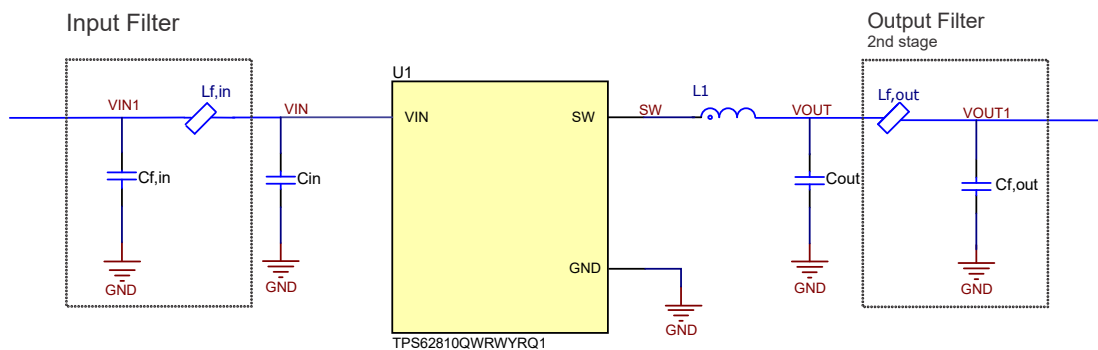 Input Filter
Output Filter
2nd stage
U1
L1
Lf,in
Lf,out
VIN1
VIN
VIN
SW
SW
VOUT
VOUT1
Cf,in
Cin
Cout
Cf,out
GND
GND
GND
GND
GND
GND
TPS62810QWRWYRQ1